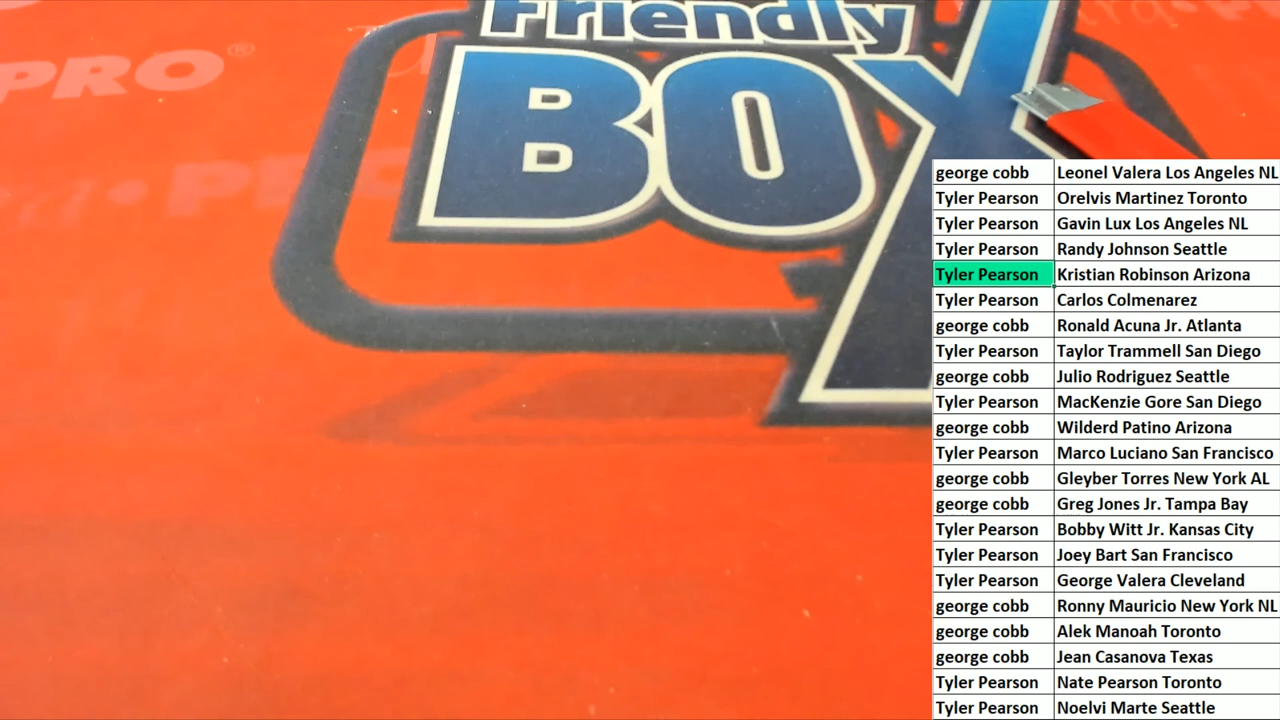 Friendly
BOX
PRO®
PRO
george cobb Leonel Valera Los Angeles NL
Tyler Pearson Orelvis Martinez Toronto
Tyler Pearson Gavin Lux Los Angeles NL
Tyler Pearson Randy Johnson Seattle
Tyler Pearson Kristian Robinson Arizona
Tyler Pearson Carlos Colmenarez
george cobb Ronald Acuna Jr. Atlanta
Tyler Pearson Taylor Trammell San Diego
george cobb Julio Rodriguez Seattle
Tyler Pearson MacKenzie Gore San Diego
george cobb Wilderd Patino Arizona
Tyler Pearson Marco Luciano San Francisco
george cobb Gleyber Torres New York AL
george cobb Greg Jones Jr. Tampa Bay
Tyler Pearson Bobby Witt Jr. Kansas City
Tyler Pearson Joey Bart San Francisco
Tyler Pearson George Valera Cleveland
george cobb Ronny Mauricio New York NL
george cobb Alek Manoah Toronto
george cobb Jean Casanova Texas
Tyler Pearson Nate Pearson Toronto
Tyler Pearson Noelvi Marte Seattle